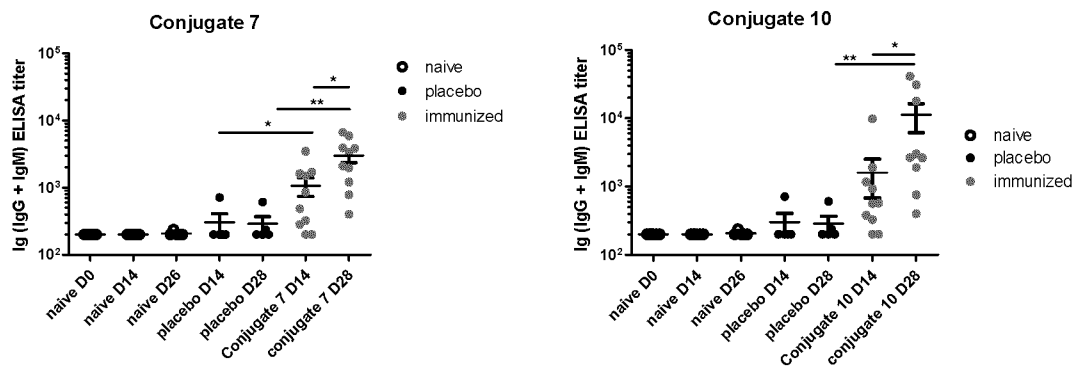 Conjugate 7
Ig (IgG + IgM) ELISA titer
10⁵
10⁴
10³
10²
*
**
*
naive
placebo
immunized
naive D0
naive D14
naive D26
placebo D14
placebo D28
Conjugate 7 D14
conjugate 7 D28
Conjugate 10
Ig (IgG + IgM) ELISA titer
10⁵
10⁴
10³
10²
*
**
naive
placebo
immunized
naive D0
naive D14
naive D26
placebo D14
placebo D28
Conjugate 10 D14
conjugate 10 D28